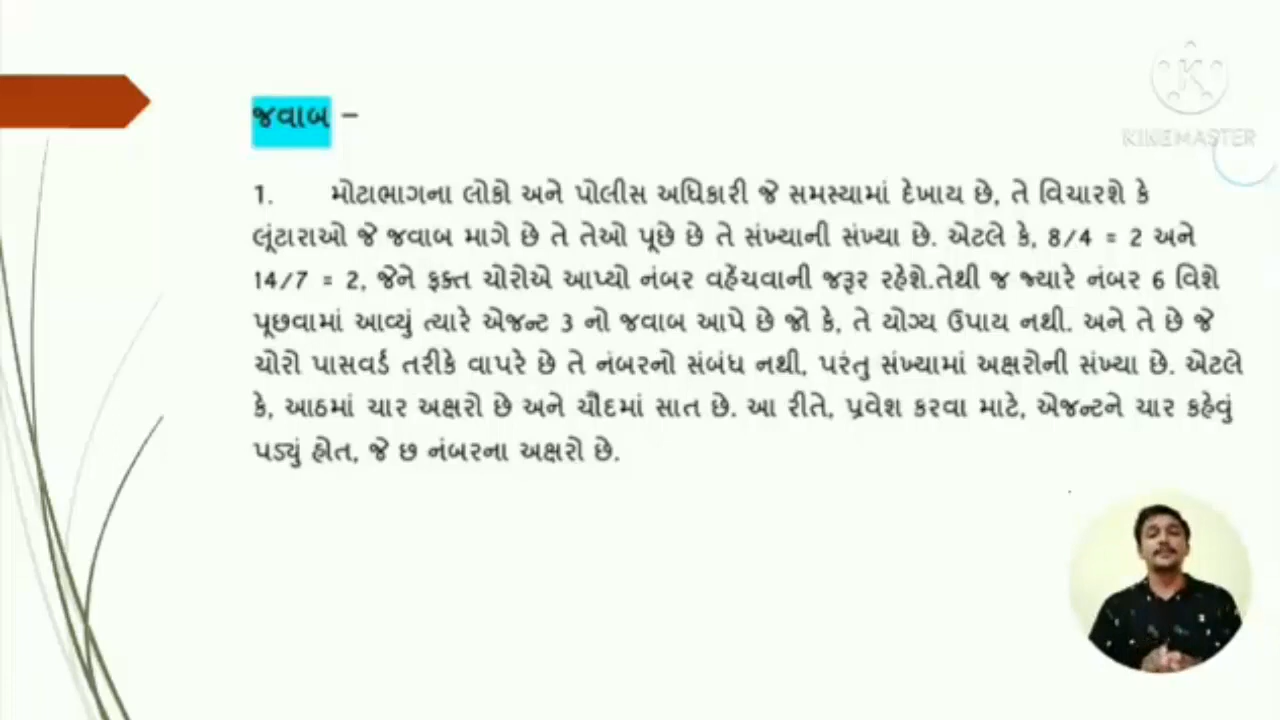 જવાબ –
KINEMASTER
1. મોટાભાગના લોકો અને પોલીસ અધિકારી જે સમસ્યામાં દેખાય છે, તે વિચારશે કે
લૂંટારાઓ જે જવાબ માગે છે તે તેઓ પૂછે છે તે સંખ્યાની સંખ્યા છે. એટલે કે, 8/4 = 2 અને
14/7 = 2, જેને ફક્ત ચોરોએ આપ્યો નંબર વહેંચવાની જરૂર રહેશે.તેથી જ જ્યારે નંબર 6 વિશે
પૂછવામાં આવ્યું ત્યારે એજન્ટ 3 નો જવાબ આપે છે જો કે, તે યોગ્ય ઉપાય નથી. અને તે છે જે
ચોરો પાસવર્ડ તરીકે વાપરે છે તે નંબરનો સંબંધ નથી, પરંતુ સંખ્યામાં અક્ષરોની સંખ્યા છે. એટલે
કે, આઠમાં ચાર અક્ષરો છે અને ચૌદમાં સાત છે. આ રીતે, પ્રવેશ કરવા માટે, એજન્ટને ચાર કહેવું
પડ્યું હોત, જે છ નંબરના અક્ષરો છે.